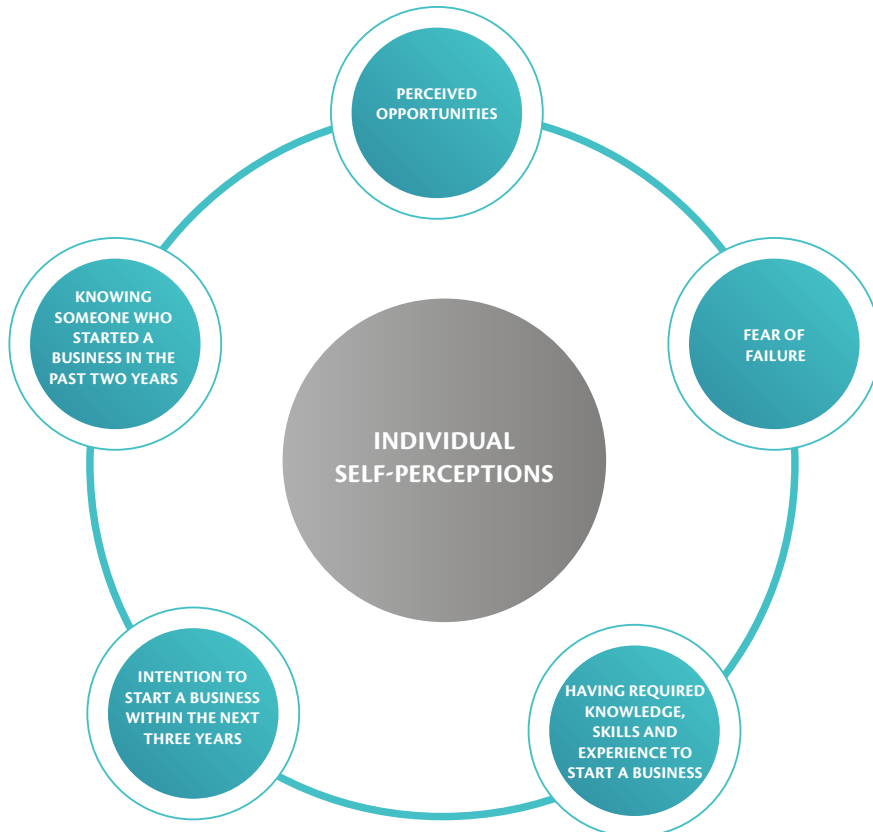 PERCEIVED
OPPORTUNITIES
KNOWING
SOMEONE WHO
STARTED A
BUSINESS IN THE
PAST TWO YEARS
FEAR OF
FAILURE
INDIVIDUAL
SELF-PERCEPTIONS
INTENTION TO
START A BUSINESS
WITHIN THE NEXT
THREE YEARS
HAVING REQUIRED
KNOWLEDGE,
SKILLS AND
EXPERIENCE TO
START A BUSINESS